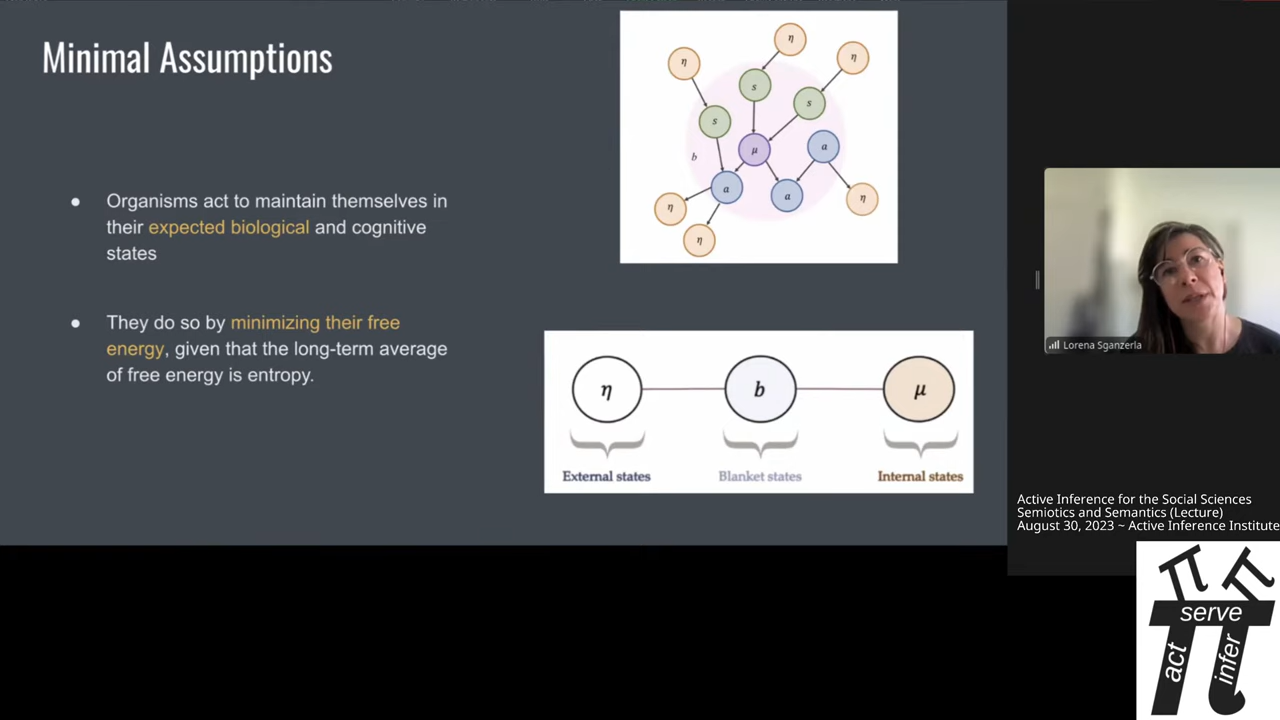 Minimal Assumptions
● Organisms act to maintain themselves in
their expected biological and cognitive
states
● They do so by minimizing their free
energy, given that the long-term average
of free energy is entropy.
η
η
η
s
s
s
μ
a
b
a
a
η
η
η
η
b
μ
External states
Blanket states
Internal states
Lorena Sganzerla
Active Inference for the Social Sciences
Semiotics and Semantics (Lecture)
August 30, 2023 ~ Active Inference Institute
π π
π
serve
act
infer